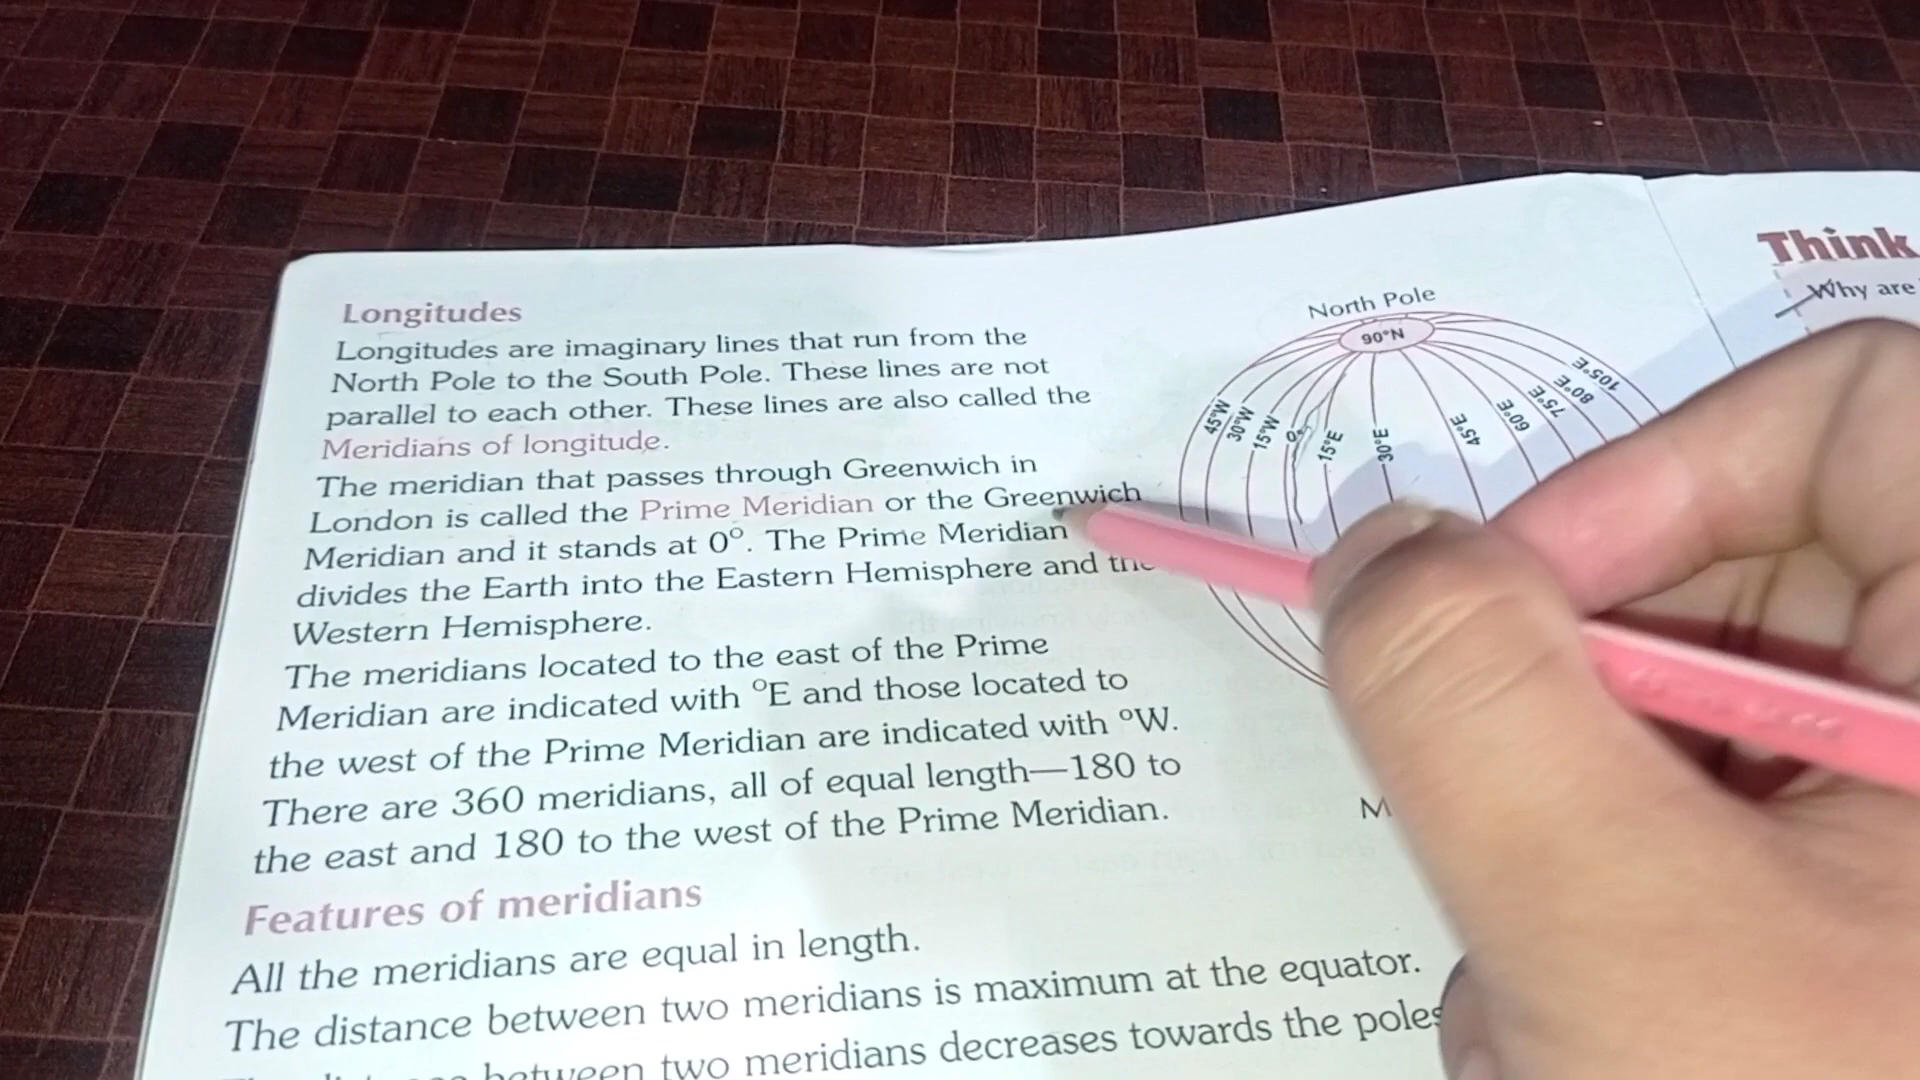 Longitudes
Longitudes are imaginary lines that run from the
North Pole to the South Pole. These lines are not
parallel to each other. These lines are also called the
Meridians of longitude.
The meridian that passes through Greenwich in
London is called the Prime Meridian or the Greenwich
Meridian and it stands at 0°. The Prime Meridian
divides the Earth into the Eastern Hemisphere and the
Western Hemisphere.
The meridians located to the east of the Prime
Meridian are indicated with °E and those located to
the west of the Prime Meridian are indicated with °W.
There are 360 meridians, all of equal length—180 to
the east and 180 to the west of the Prime Meridian.
Features of meridians
All the meridians are equal in length.
The distance between two meridians is maximum at the equator.
between two meridians decreases towards the poles
North Pole
90°N
45°W
30°W
15°W
0°
15°E
30°E
45°E
60°E
75°E
80°E
105°E
M
Think
Why are